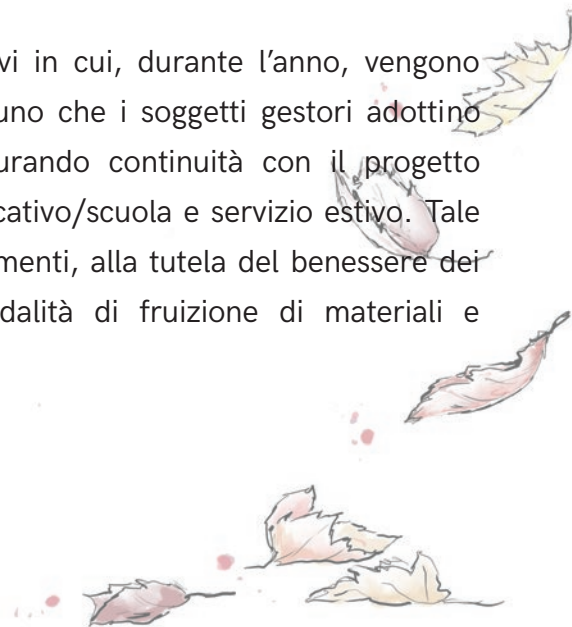 vi in cui, durante l’anno, vengono
uno che i soggetti gestori adottino
urando continuità con il progetto
cativo/scuola e servizio estivo. Tale
menti, alla tutela del benessere dei
dalità di fruizione di materiali e